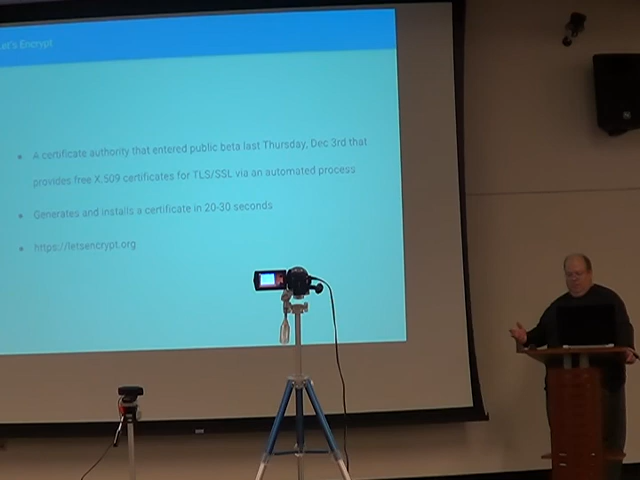 Let's Encrypt
• A certificate authority that entered public beta last Thursday, Dec 3rd that
provides free X.509 certificates for TLS/SSL via an automated process
• Generates and installs a certificate in 20-30 seconds
• https://letsencrypt.org